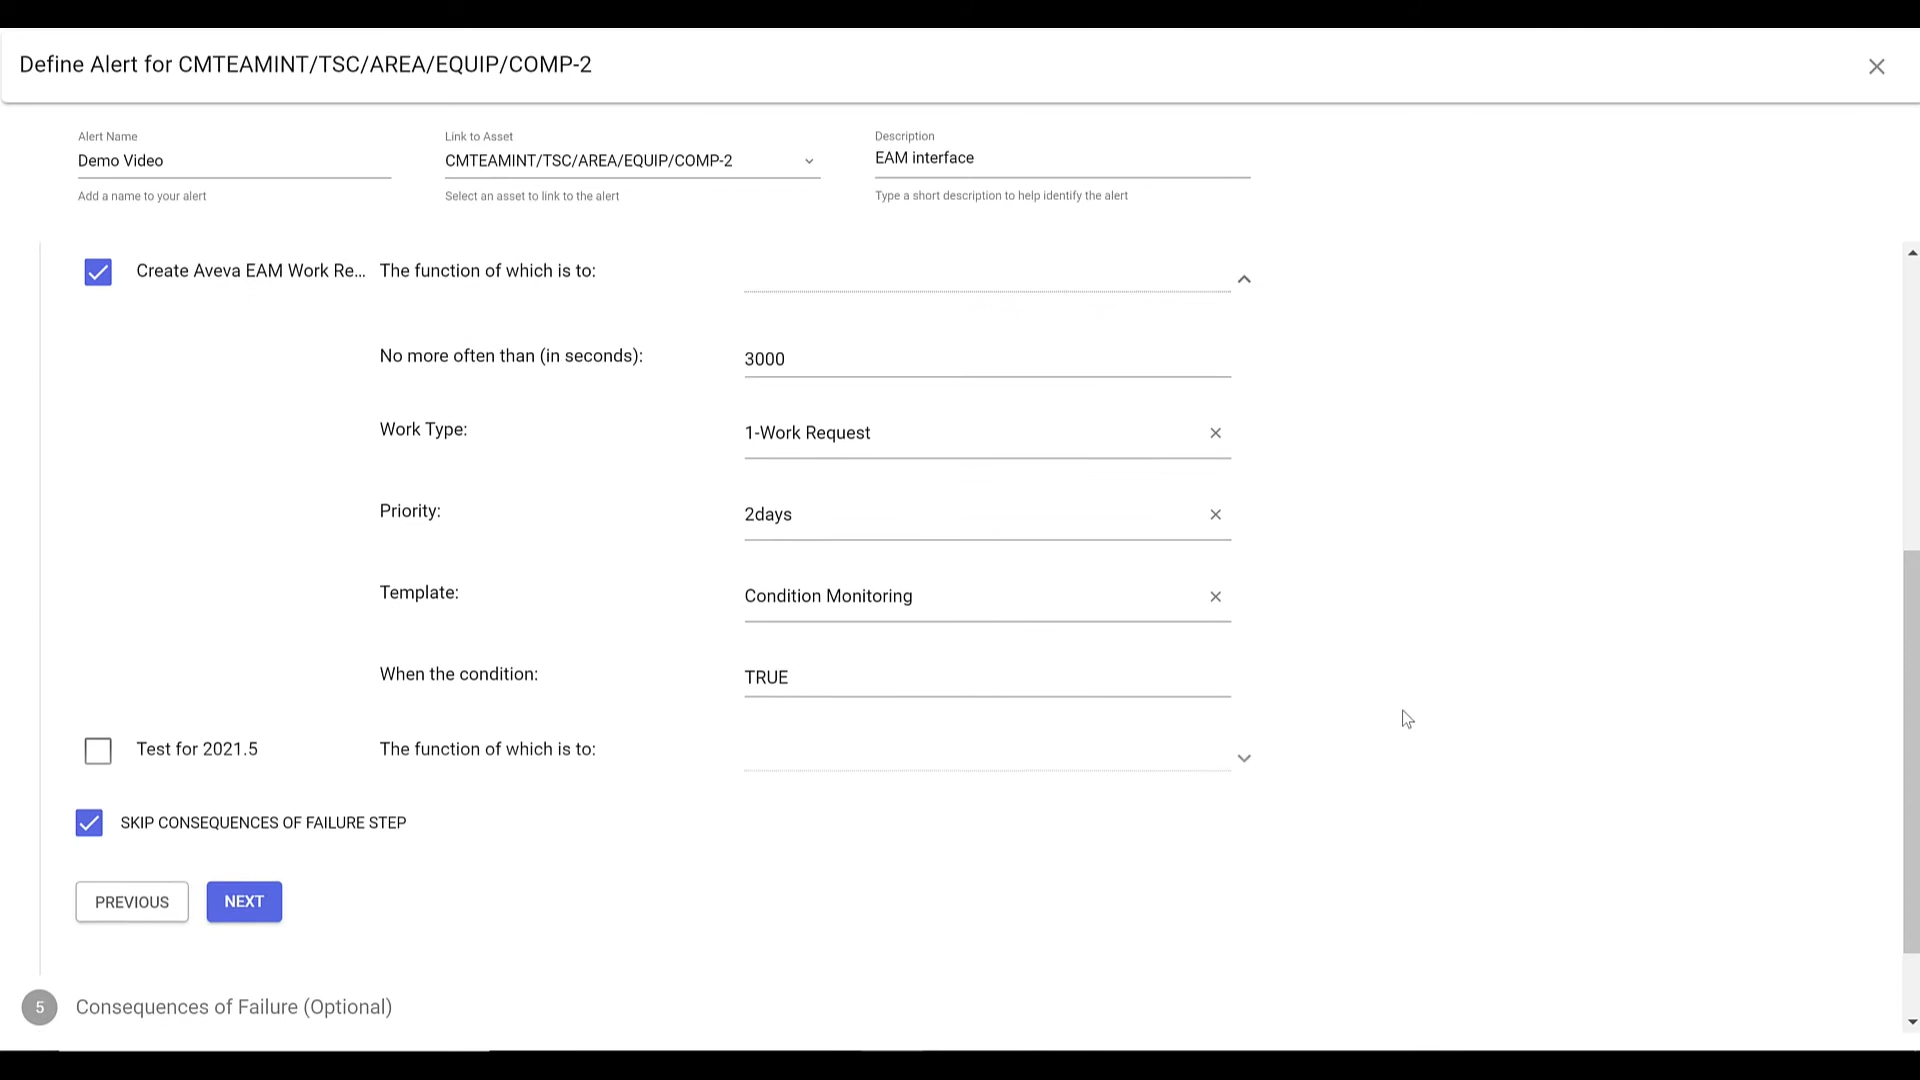 Define Alert for CMTEAMINT/TSC/AREA/EQUIP/COMP-2
Alert Name
Demo Video
Add a name to your alert
Link to Asset
CMTEAMINT/TSC/AREA/EQUIP/COMP-2
Select an asset to link to the alert
Description
EAM interface
Type a short description to help identify the alert
Create Aveva EAM Work Re... The function of which is to:
No more often than (in seconds): 3000
Work Type: 1-Work Request
Priority: 2days
Template: Condition Monitoring
When the condition: TRUE
Test for 2021.5 The function of which is to:
SKIP CONSEQUENCES OF FAILURE STEP
PREVIOUS NEXT
5 Consequences of Failure (Optional)